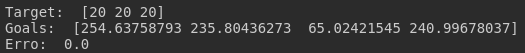 Target:  [20 20 20]
Goals:  [254.63758793 235.80436273  65.02421545 240.99678037]
Erro:  0.0